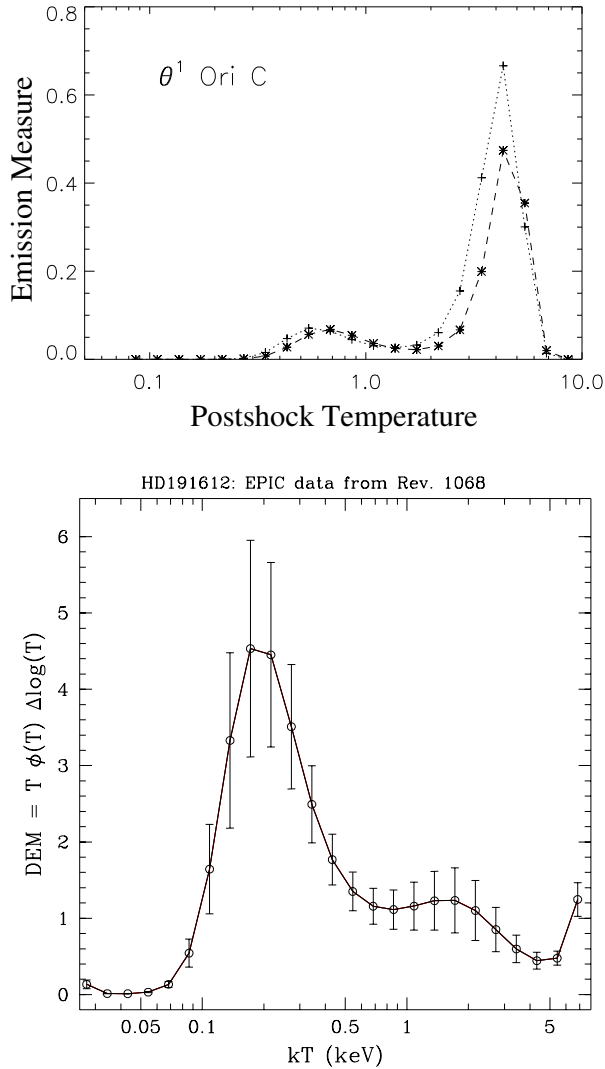 0.8
0.6
0.4
0.2
0.0
Emission Measure
θ¹ Ori C
0.1 1.0 10.0
Postshock Temperature
HD191612: EPIC data from Rev. 1068
6
5
4
3
2
1
0
DEM = T φ(T) Δlog(T)
0.05 0.1 0.5 1 5
kT (keV)